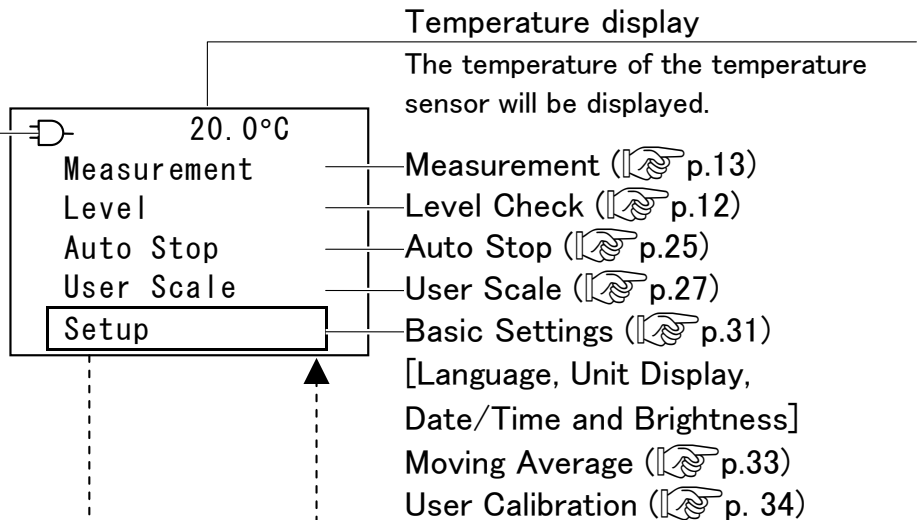 Temperature display
The temperature of the temperature
sensor will be displayed.
20.0°C
Measurement
Level
Auto Stop
User Scale
Setup
Measurement (p.13)
Level Check (p.12)
Auto Stop (p.25)
User Scale (p.27)
Basic Settings (p.31)
[Language, Unit Display,
Date/Time and Brightness]
Moving Average (p.33)
User Calibration (p. 34)